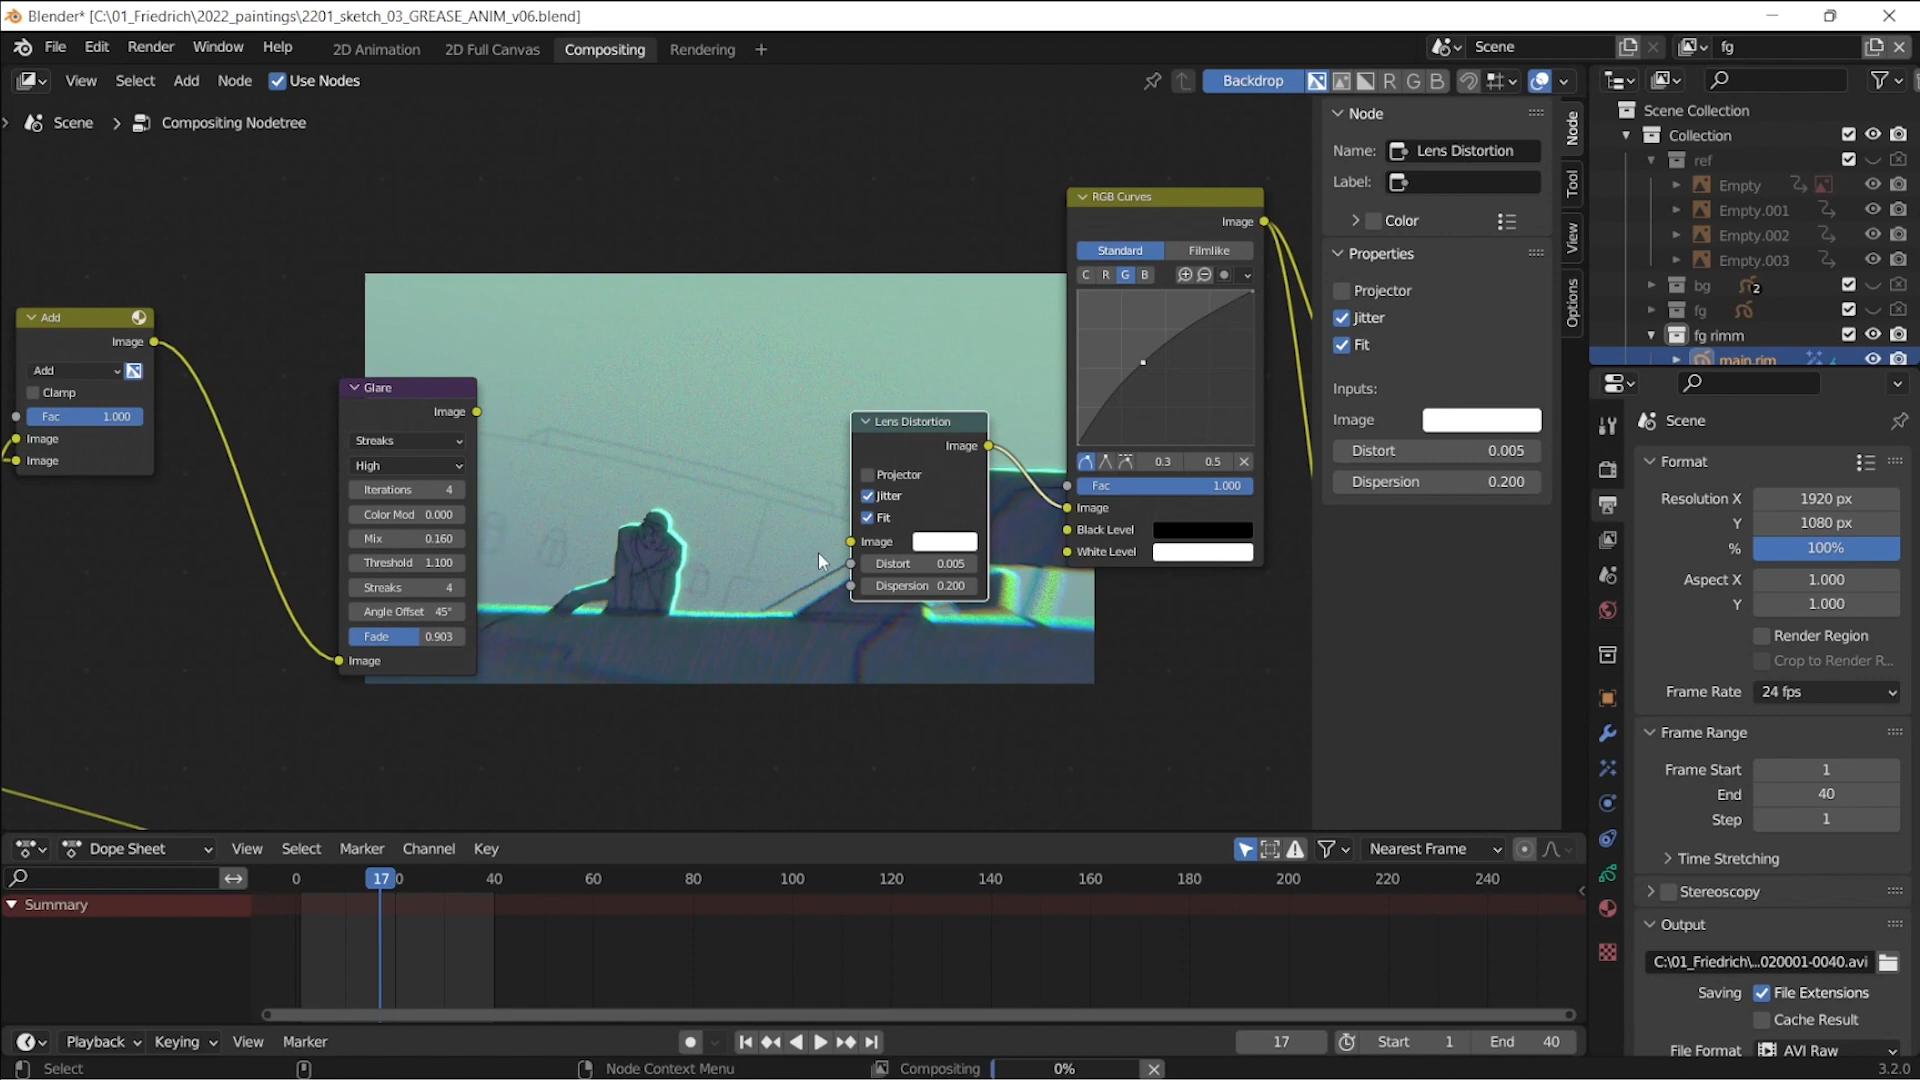 Blender* [C:\01_Friedrich\2022_paintings\2201_sketch_03_GREASE_ANIM_v06.blend]
File Edit Render Window Help 2D Animation 2D Full Canvas Compositing Rendering + Scene fg
View Select Add Node Use Nodes Backdrop R G B
Scene > Compositing Nodetree
Add
Image
Add
Clamp
Fac 1.000
Image
Image
Glare
Image
Streaks
High
Iterations 4
Color Mod 0.000
Mix 0.160
Threshold 1.100
Streaks 4
Angle Offset 45°
Fade 0.903
Image
Lens Distortion
Image
Projector
Jitter
Fit
Image
Distort 0.005
Dispersion 0.200
RGB Curves
Image
Standard Filmlike
C R G B
0.3 0.5
Fac 1.000
Image
Black Level
White Level
Node
Name: Lens Distortion
Label:
Color
Properties
Projector
Jitter
Fit
Inputs:
Image
Distort 0.005
Dispersion 0.200
Node
Tool
View
Options
Scene Collection
Collection
ref
Empty
Empty.001
Empty.002
Empty.003
bg 2
fg
fg rimm
main.rim
Scene
Format
Resolution X 1920 px
Y 1080 px
% 100%
Aspect X 1.000
Y 1.000
Render Region
Crop to Render R...
Frame Rate 24 fps
Frame Range
Frame Start 1
End 40
Step 1
Time Stretching
Stereoscopy
Output
C:\01_Friedrich\...020001-0040.avi
Saving File Extensions
Cache Result
File Format AVI Raw
Dope Sheet View Select Marker Channel Key Nearest Frame
0 17 0 40 60 80 100 120 140 160 180 200 220 240
Summary
Playback Keying View Marker 17 Start 1 End 40
Select Node Context Menu Compositing 0% 3.2.0